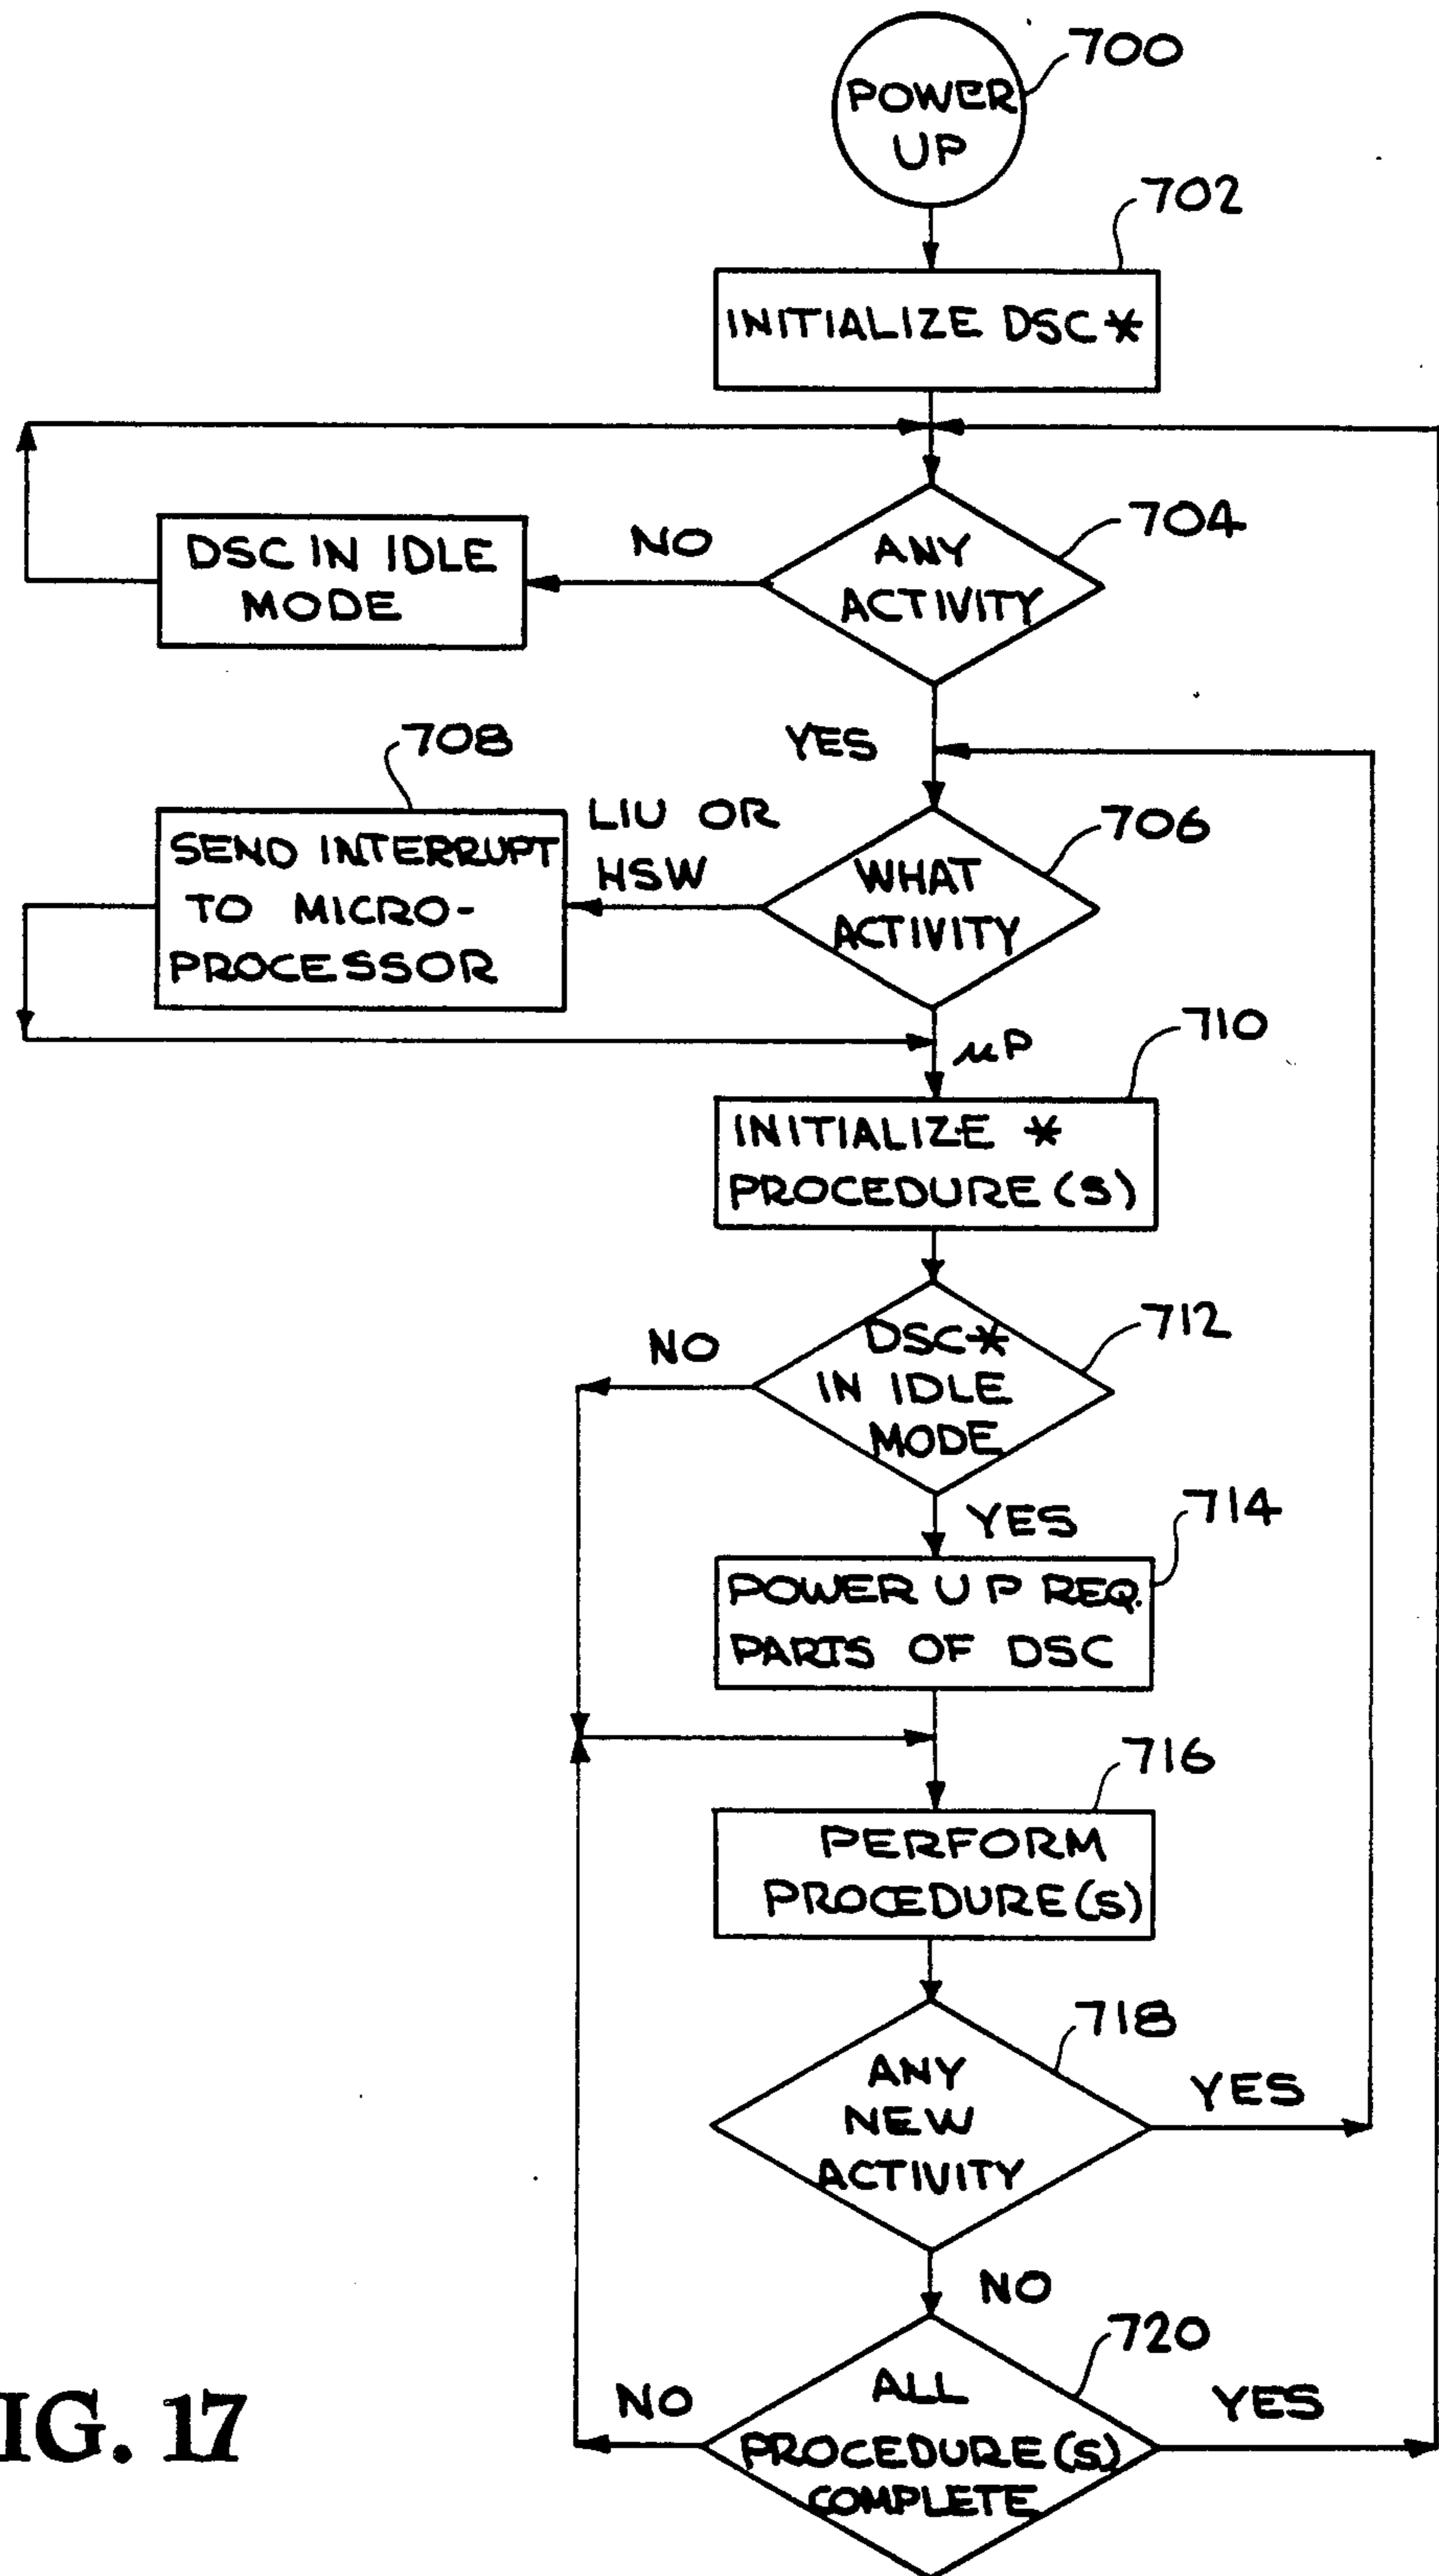 700
POWER
UP
702
INITIALIZE DSC*
704
ANY
ACTIVITY
NO
DSC IN IDLE
MODE
YES
708
SEND INTERRUPT
TO MICRO-
PROCESSOR
LIU OR
HSW
706
WHAT
ACTIVITY
μP
710
INITIALIZE *
PROCEDURE(S)
712
DSC*
IN IDLE
MODE
NO
YES
714
POWER UP REQ.
PARTS OF DSC
716
PERFORM
PROCEDURE(S)
718
ANY
NEW
ACTIVITY
YES
NO
720
ALL
PROCEDURE(S)
COMPLETE
NO
YES
IG. 17